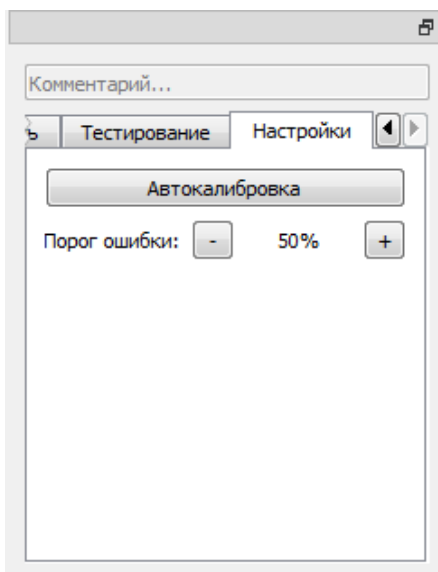 Комментарий...
ь Тестирование Настройки
Автокалибровка
Порог ошибки: - 50% +